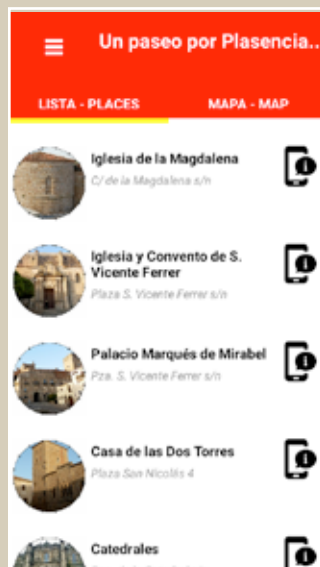 Un paseo por Plasencia..
LISTA - PLACES
MAPA - MAP
Iglesia de la Magdalena
C/ de la Magdalena s/n
Iglesia y Convento de S.
Vicente Ferrer
Plaza S. Vicente Ferrer s/n
Palacio Marqués de Mirabel
Pza. S. Vicente Ferrer s/n
Casa de las Dos Torres
Plaza San Nicolás 4
Catedrales